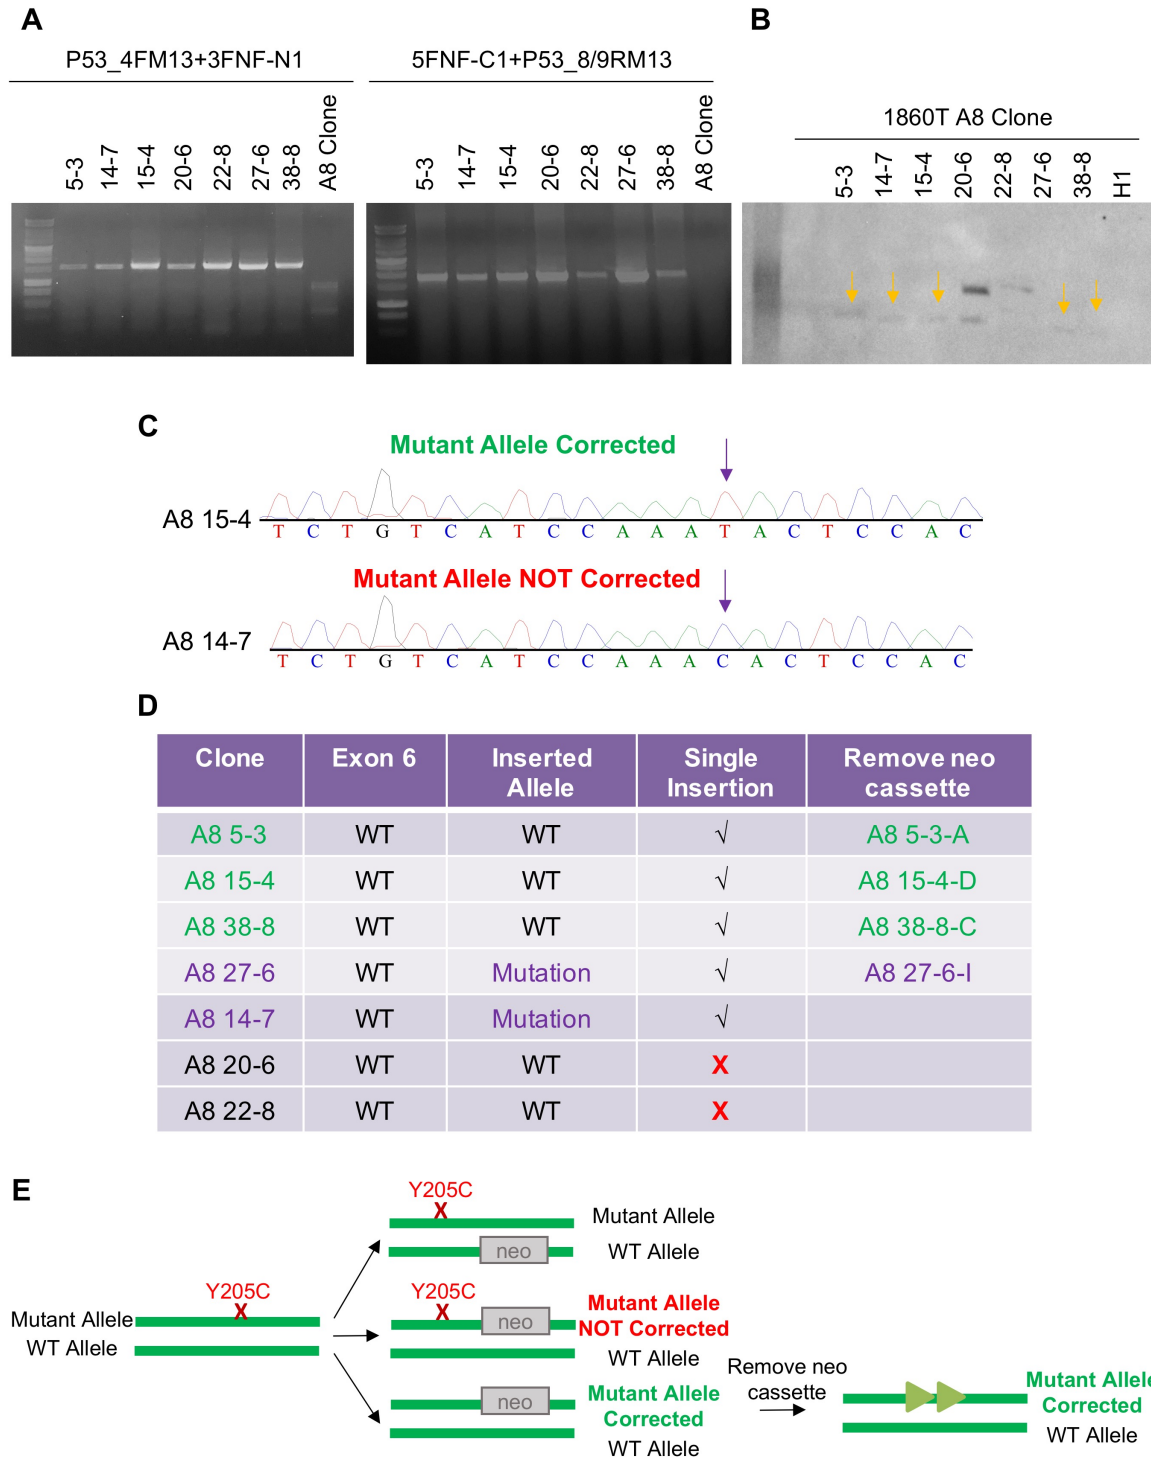 A
B
P53_4FM13+3FNF-N1
5FNF-C1+P53_8/9RM13
1860T A8 Clone
5-3
14-7
15-4
20-6
22-8
27-6
38-8
A8 Clone
5-3
14-7
15-4
20-6
22-8
27-6
38-8
A8 Clone
5-3
14-7
15-4
20-6
22-8
27-6
38-8
H1
C
Mutant Allele Corrected
A8 15-4
T C T G T C A T C C A A A T A C T C C A C
Mutant Allele NOT Corrected
A8 14-7
T C T G T C A T C C A A A C A C T C C A C
D
Clone Exon 6 Inserted Allele Single Insertion Remove neo cassette
A8 5-3 WT WT √ A8 5-3-A
A8 15-4 WT WT √ A8 15-4-D
A8 38-8 WT WT √ A8 38-8-C
A8 27-6 WT Mutation √ A8 27-6-I
A8 14-7 WT Mutation √
A8 20-6 WT WT X
A8 22-8 WT WT X
E
Y205C
X
Mutant Allele
neo
WT Allele
Y205C
X
Mutant Allele
WT Allele
Y205C
X
neo
Mutant Allele
NOT Corrected
WT Allele
neo
Mutant Allele
Corrected
WT Allele
Remove neo
cassette
Mutant Allele
Corrected
WT Allele